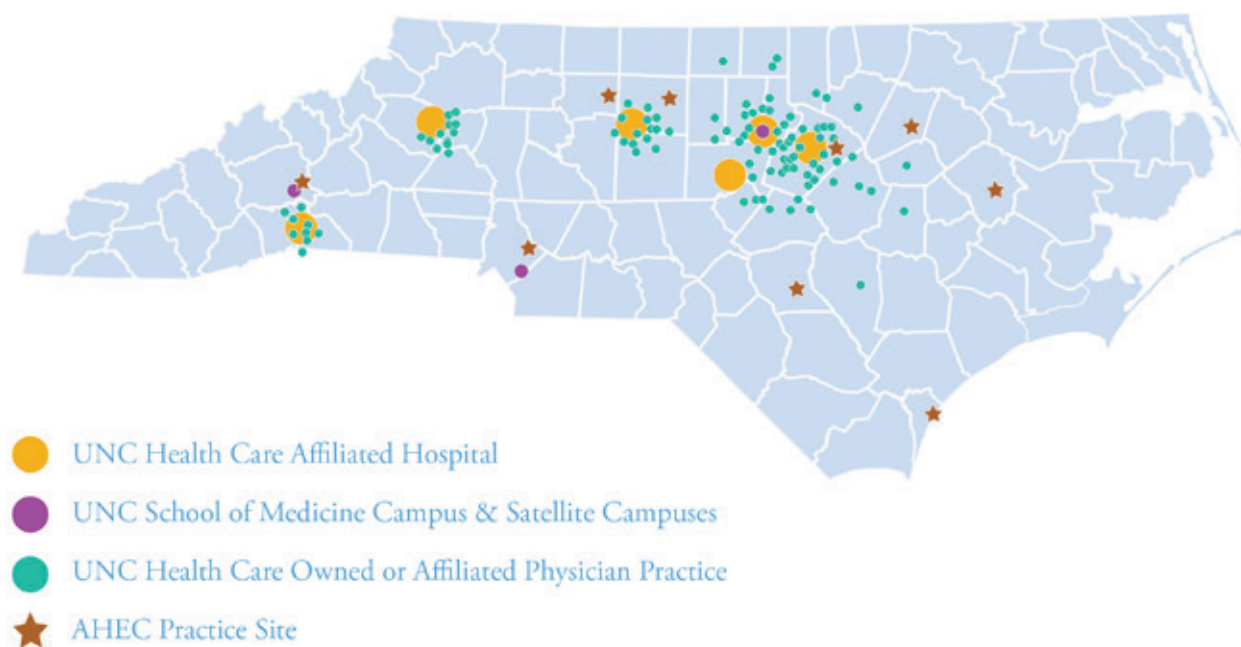 UNC Health Care Affiliated Hospital
UNC School of Medicine Campus & Satellite Campuses
UNC Health Care Owned or Affiliated Physician Practice
AHEC Practice Site